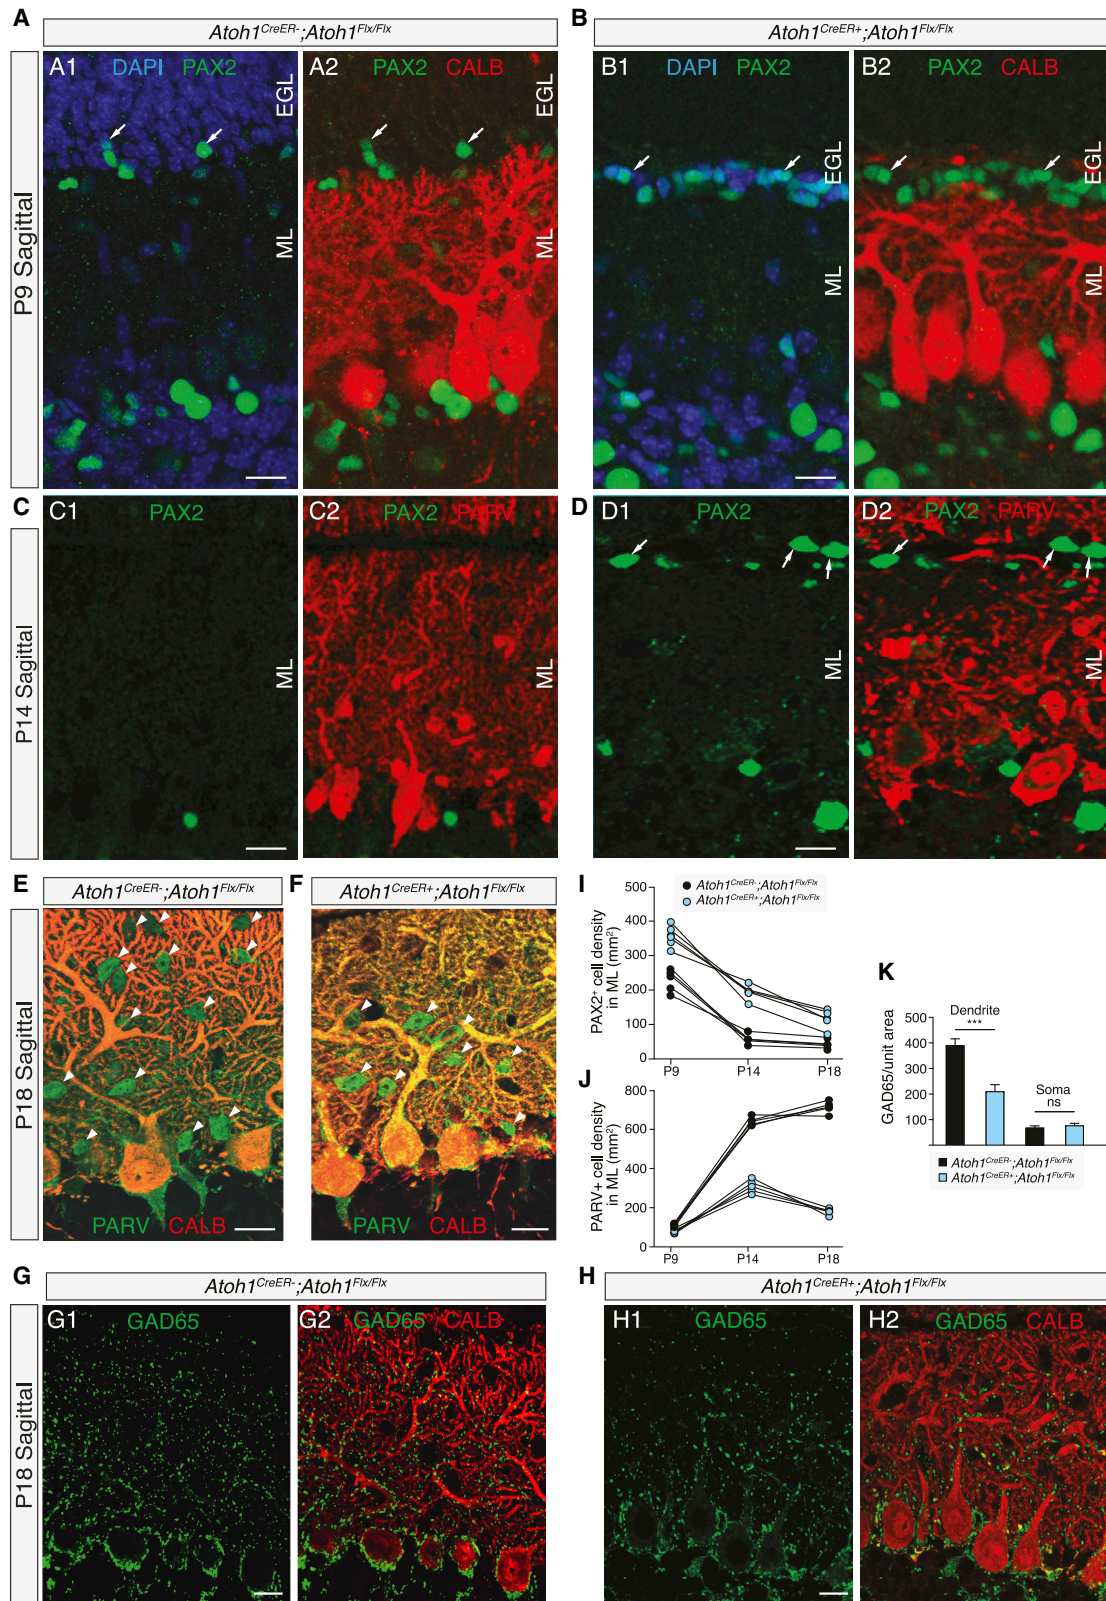 A
Atoh1CreER-;Atoh1Flx/Flx
B
Atoh1CreER+;Atoh1Flx/Flx
P9 Sagittal
A1 DAPI PAX2
EGL
ML
A2 PAX2 CALB
B1 DAPI PAX2
EGL
ML
B2 PAX2 CALB
C
P14 Sagittal
C1 PAX2
ML
C2 PAX2 PARV
D
D1 PAX2
ML
D2 PAX2 PARV
E
Atoh1CreER-;Atoh1Flx/Flx
F
Atoh1CreER+;Atoh1Flx/Flx
P18 Sagittal
PARV CALB
PARV CALB
I
Atoh1CreER-;Atoh1Flx/Flx
Atoh1CreER+;Atoh1Flx/Flx
PAX2+ cell density
in ML (mm2)
500
400
300
200
100
0
P9 P14 P18
J
PARV+ cell density
in ML (mm2)
800
600
400
200
0
P9 P14 P18
K
GAD65/unit area
500
400
300
200
100
Dendrite
***
Soma
ns
Atoh1CreER-;Atoh1Flx/Flx
Atoh1CreER+;Atoh1Flx/Flx
G
Atoh1CreER-;Atoh1Flx/Flx
H
Atoh1CreER+;Atoh1Flx/Flx
P18 Sagittal
G1 GAD65
G2 GAD65 CALB
H1 GAD65
H2 GAD65 CALB